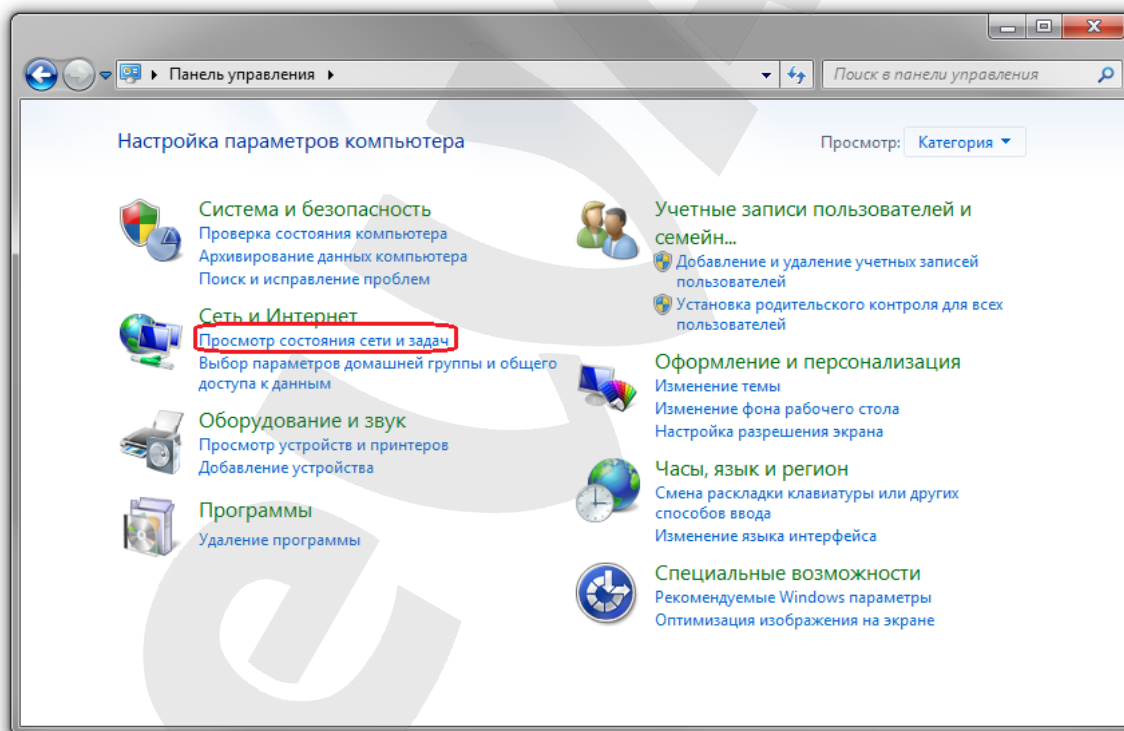 Панель управления
Поиск в панели управления
Настройка параметров компьютера
Просмотр: Категория
Система и безопасность
Проверка состояния компьютера
Архивирование данных компьютера
Поиск и исправление проблем
Сеть и Интернет
Просмотр состояния сети и задач
Выбор параметров домашней группы и общего
доступа к данным
Оборудование и звук
Просмотр устройств и принтеров
Добавление устройства
Программы
Удаление программы
Учетные записи пользователей и
семейн...
Добавление и удаление учетных записей
пользователей
Установка родительского контроля для всех
пользователей
Оформление и персонализация
Изменение темы
Изменение фона рабочего стола
Настройка разрешения экрана
Часы, язык и регион
Смена раскладки клавиатуры или других
способов ввода
Изменение языка интерфейса
Специальные возможности
Рекомендуемые Windows параметры
Оптимизация изображения на экране